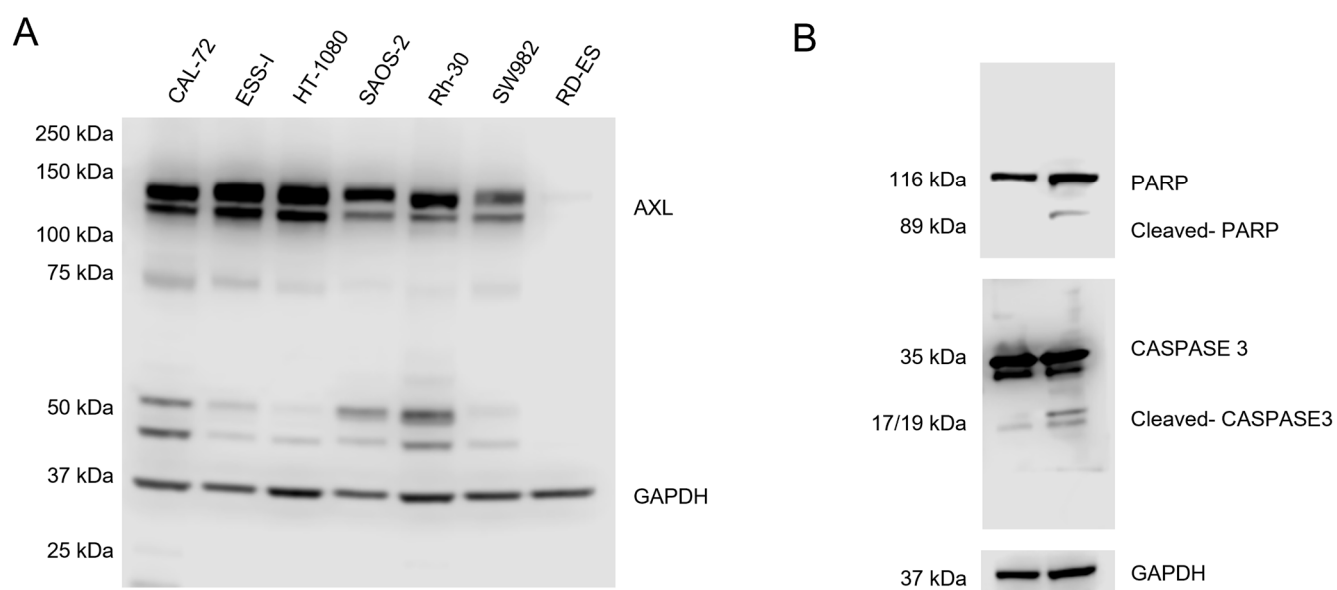 A
CAL-72
ESS-I
HT-1080
SAOS-2
Rh-30
SW982
RD-ES
250 kDa
150 kDa
100 kDa
75 kDa
50 kDa
37 kDa
25 kDa
AXL
GAPDH
B
116 kDa
PARP
89 kDa
Cleaved- PARP
35 kDa
CASPASE 3
17/19 kDa
Cleaved- CASPASE3
37 kDa
GAPDH